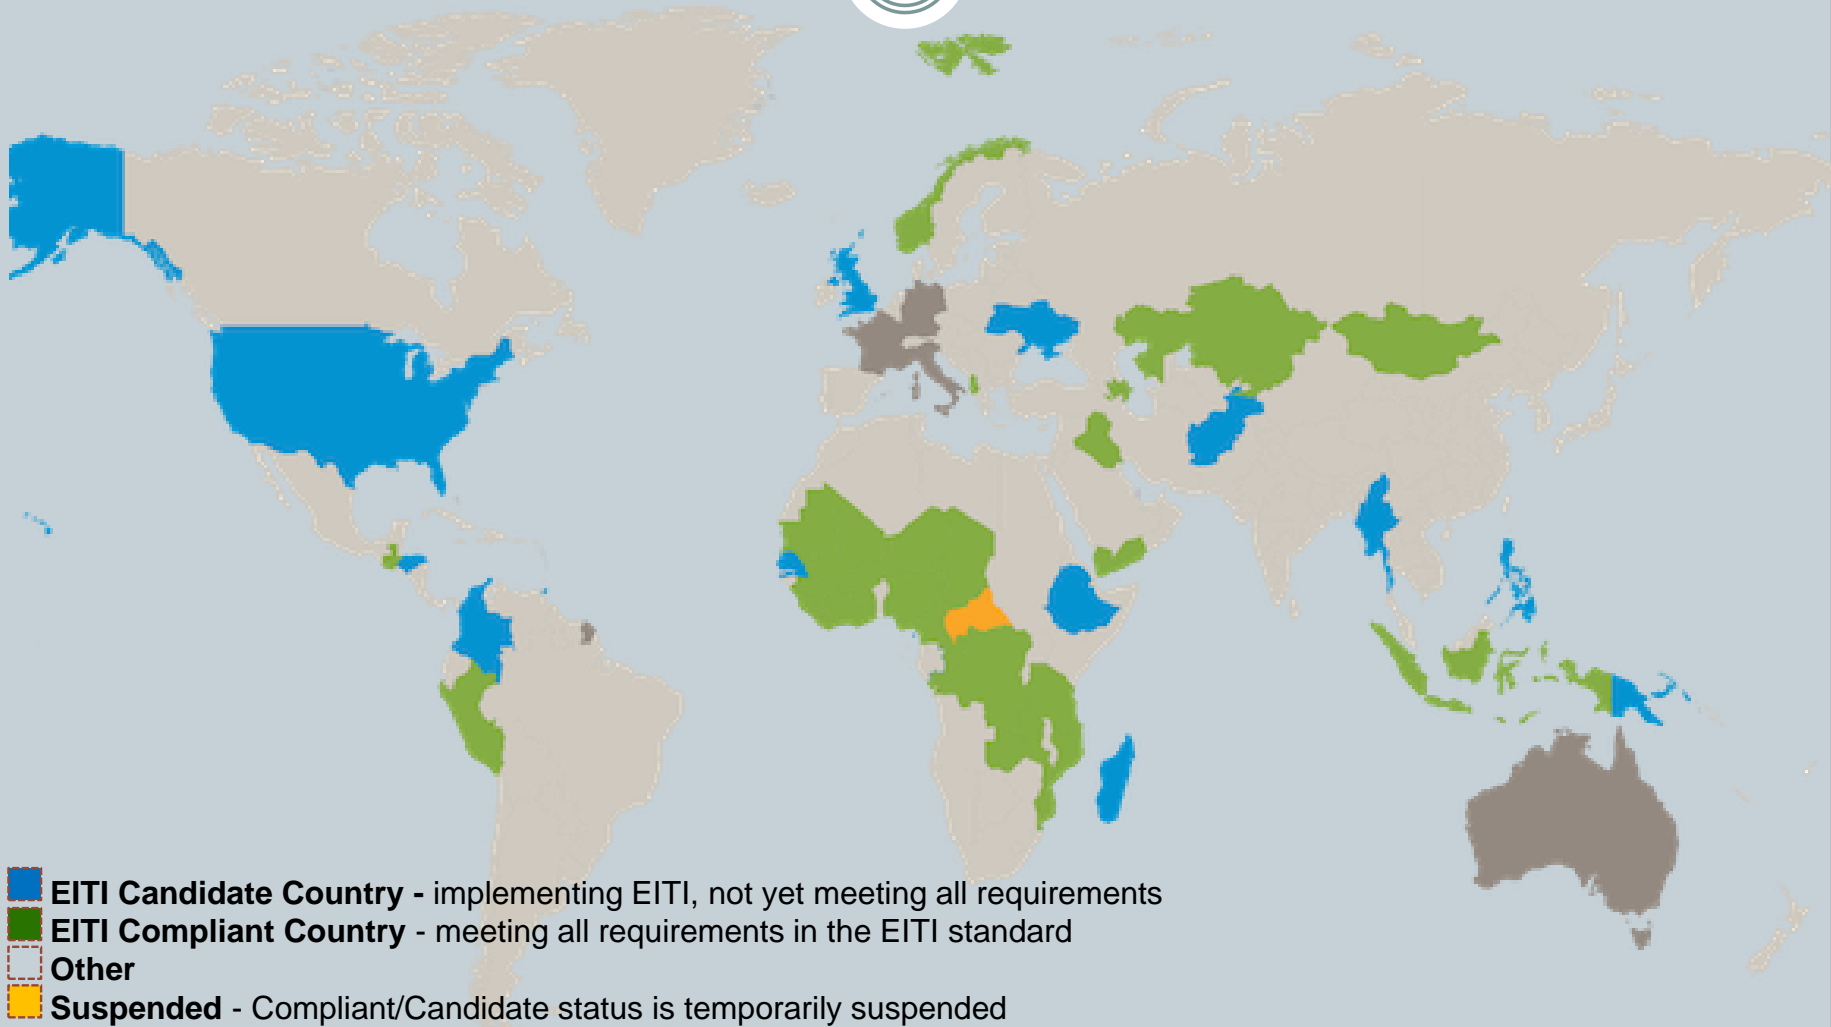 EITI Candidate Country - implementing EITI, not yet meeting all requirements
EITI Compliant Country - meeting all requirements in the EITI standard
Other
Suspended - Compliant/Candidate status is temporarily suspended